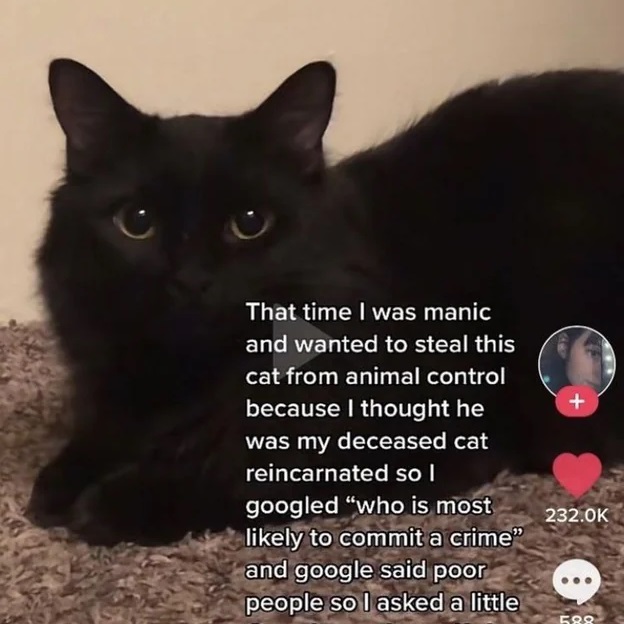 That time I was manic
and wanted to steal this
cat from animal control
because I thought he
was my deceased cat
reincarnated so I
googled “who is most
likely to commit a crime”
and google said poor
people so I asked a little
232.0K
588